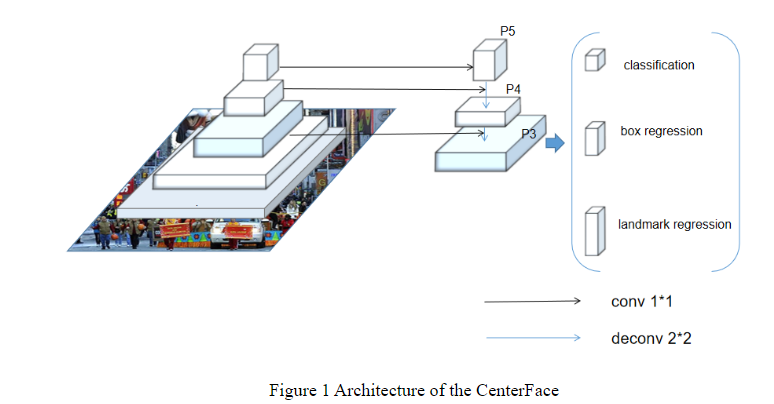 P5
P4
P3
classification
box regression
landmark regression
conv 1*1
deconv 2*2
Figure 1 Architecture of the CenterFace